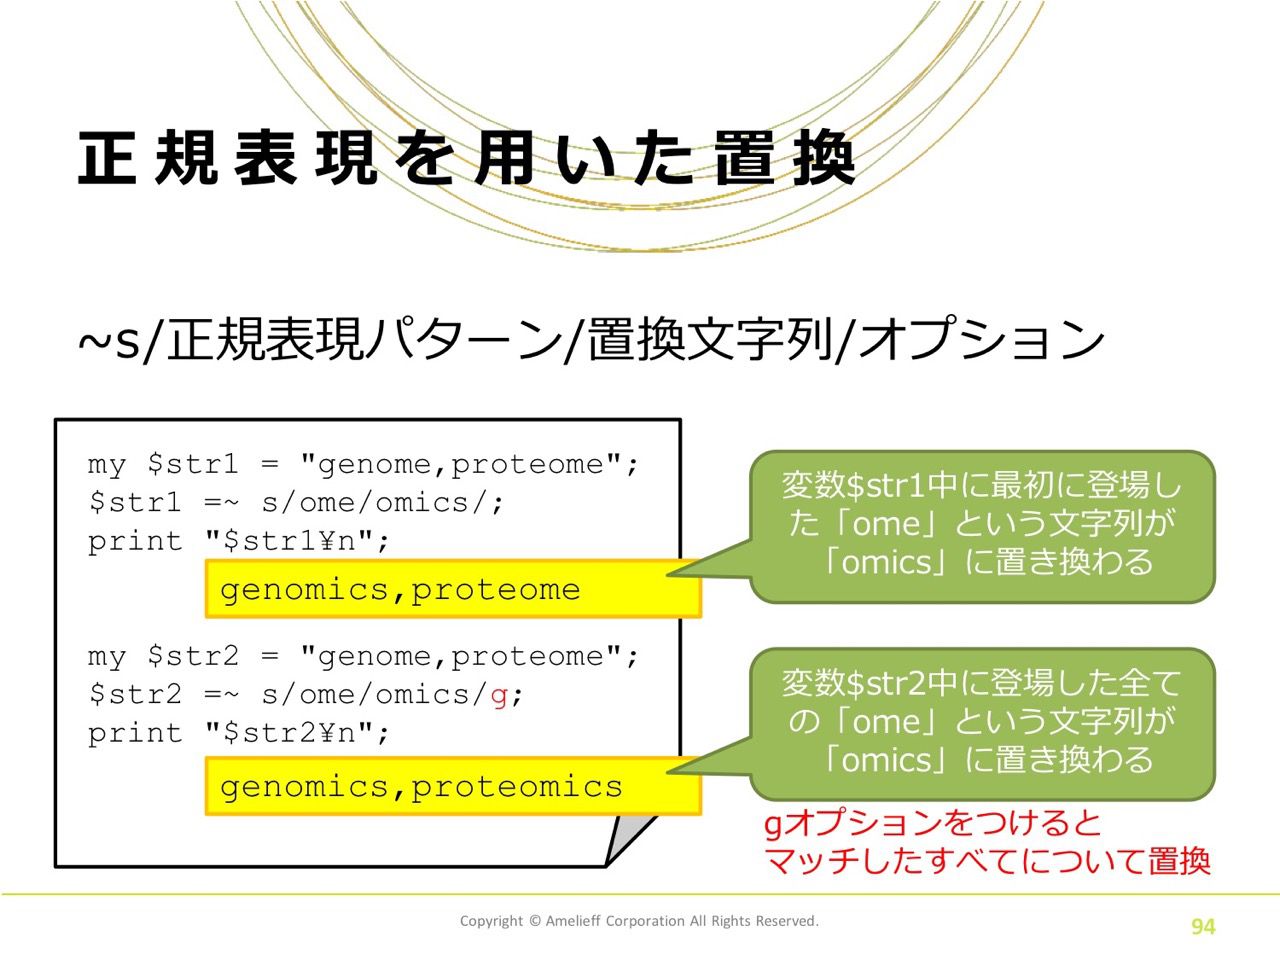 正規表現を用いた置換
~s/正規表現パターン/置換文字列/オプション
my $str1 = "genome,proteome";
$str1 =~ s/ome/omics/;
print "$str1¥n";
genomics,proteome
変数$str1中に最初に登場し
た「ome」という文字列が
「omics」に置き換わる
my $str2 = "genome,proteome";
$str2 =~ s/ome/omics/g;
print "$str2¥n";
genomics,proteomics
変数$str2中に登場した全て
の「ome」という文字列が
「omics」に置き換わる
gオプションをつけると
マッチしたすべてについて置換
Copyright © Amelieff Corporation All Rights Reserved.
94